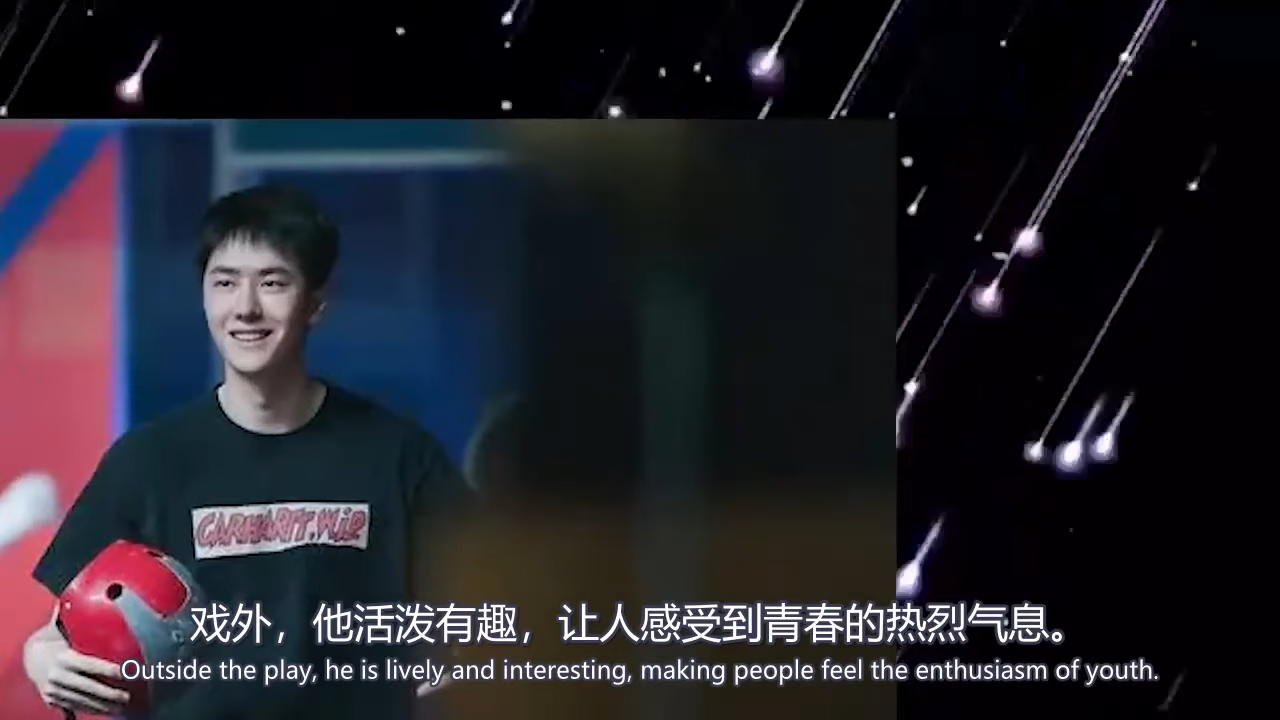 CARHARTT.W.I.P.
戏外，他活泼有趣，让人感受到青春的热烈气息。
Outside the play, he is lively and interesting, making people feel the enthusiasm of youth.